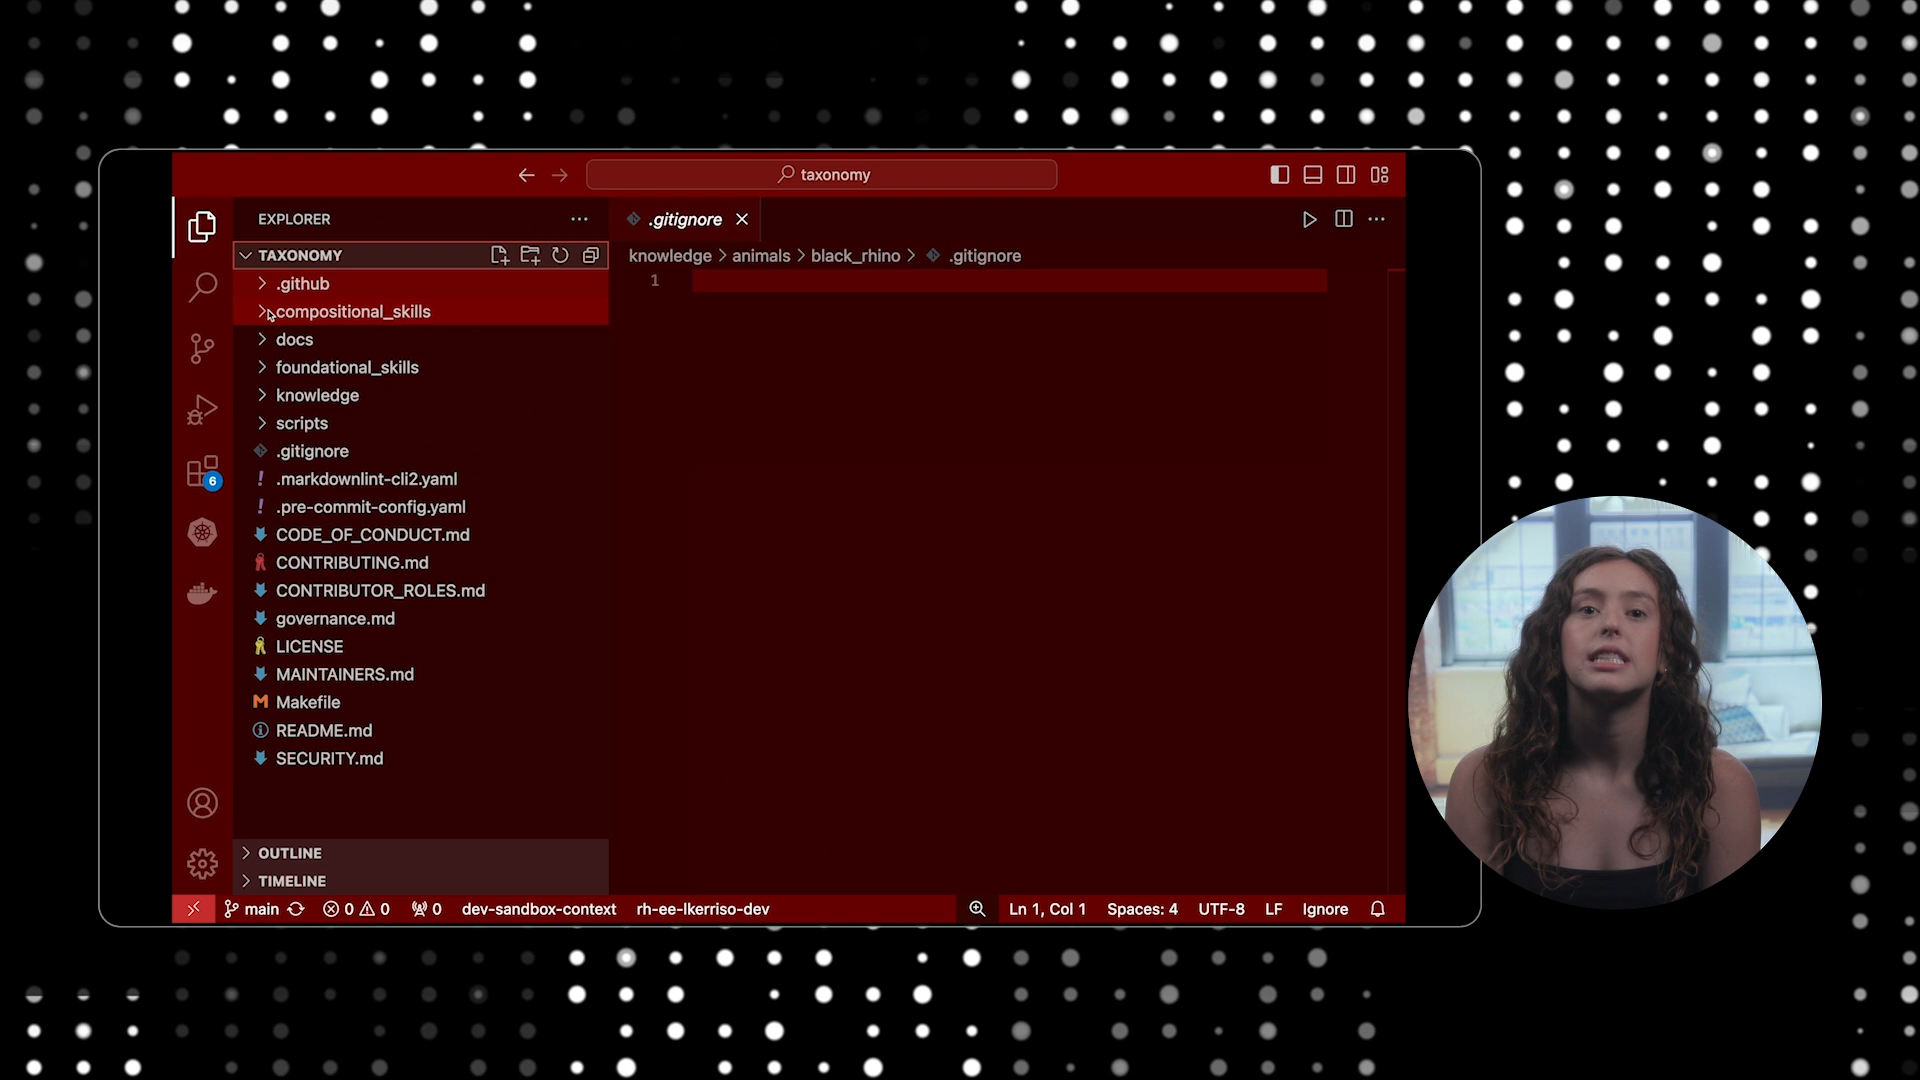 taxonomy
EXPLORER
.gitignore
TAXONOMY
knowledge > animals > black_rhino > .gitignore
1
.github
compositional_skills
docs
foundational_skills
knowledge
scripts
.gitignore
! .markdownlint-cli2.yaml
! .pre-commit-config.yaml
CODE_OF_CONDUCT.md
CONTRIBUTING.md
CONTRIBUTOR_ROLES.md
governance.md
LICENSE
MAINTAINERS.md
M Makefile
README.md
SECURITY.md
6
OUTLINE
TIMELINE
main 0 0 0 dev-sandbox-context rh-ee-lkerriso-dev Ln 1, Col 1 Spaces: 4 UTF-8 LF Ignore